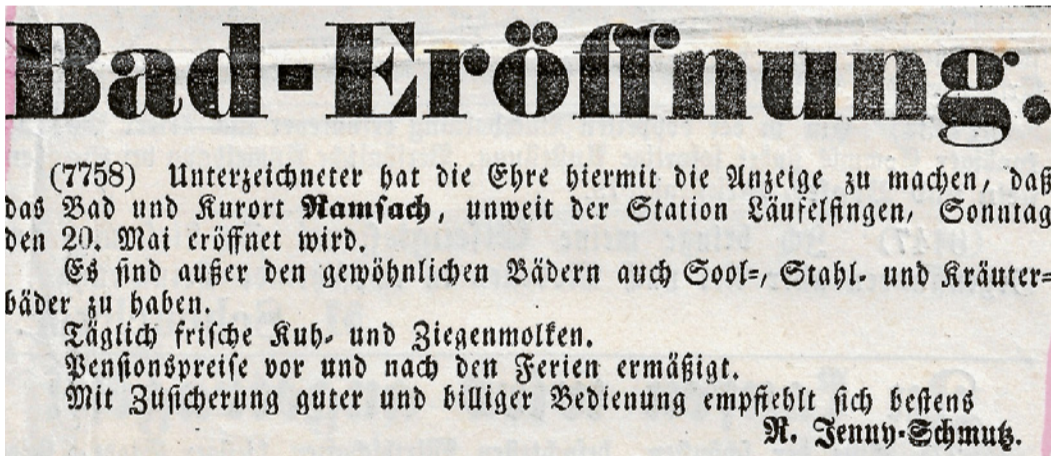 Bad-Eröffnung.
(7758) Unterzeichneter hat die Ehre hiermit die Anzeige zu machen, daß
das Bad und Kurort Ramsach, unweit der Station Läufelfingen, Sonntag
den 20. Mai eröffnet wird.
Es sind außer den gewöhnlichen Bädern auch Sool-, Stahl- und Kräuter-
bäder zu haben.
Täglich frische Kuh- und Ziegenmolken.
Pensionspreise vor und nach den Ferien ermäßigt.
Mit Zusicherung guter und billiger Bedienung empfiehlt sich bestens
R. Jenny-Schmutz.